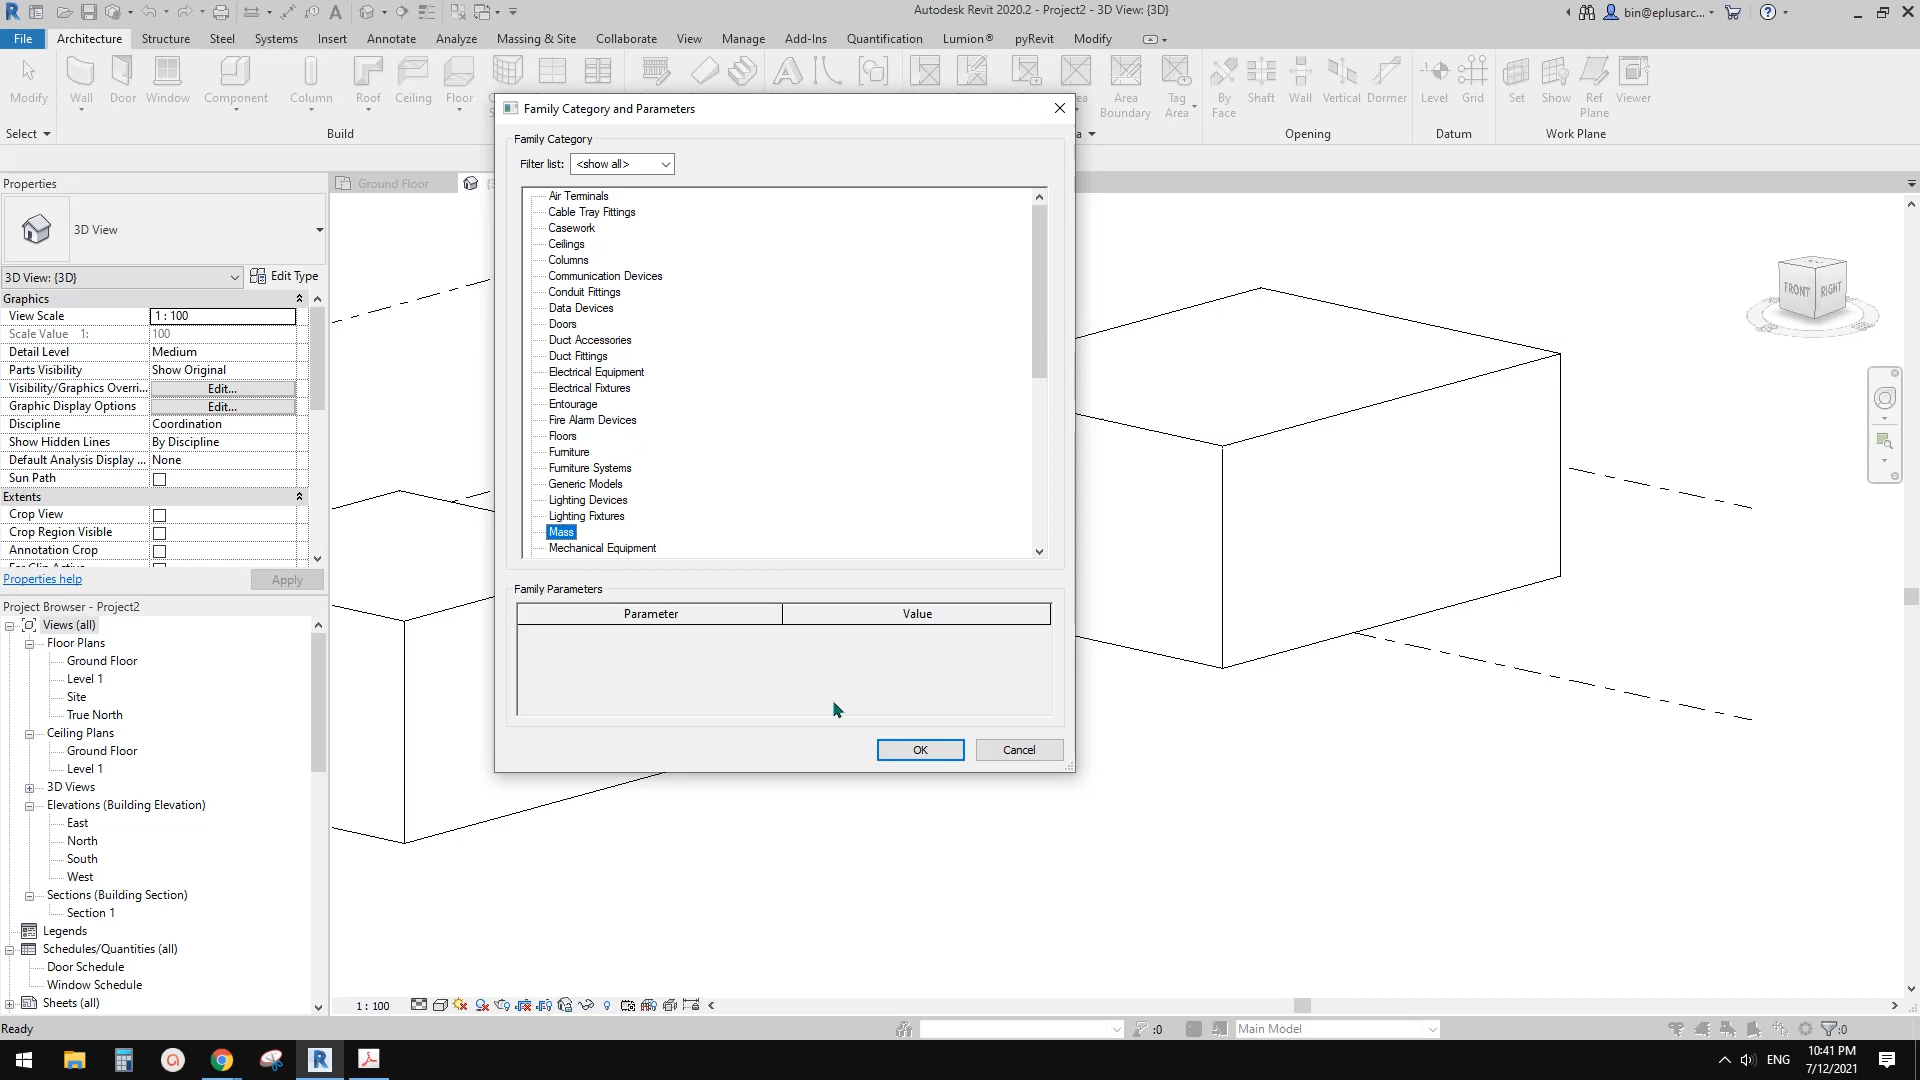 Autodesk Revit 2020.2 - Project2 - 3D View: {3D}
bin@eplusarc...
File Architecture Structure Steel Systems Insert Annotate Analyze Massing & Site Collaborate View Manage Add-Ins Quantification Lumion® pyRevit Modify
Modify Wall Door Window Component Column Roof Ceiling Floor Area Boundary Tag Area By Face Shaft Wall Vertical Dormer Level Grid Set Show Ref Plane Viewer
Select Build Opening Datum Work Plane
Properties
3D View
3D View: {3D}
Edit Type
Graphics
View Scale 1 : 100
Scale Value 1: 100
Detail Level Medium
Parts Visibility Show Original
Visibility/Graphics Overri... Edit...
Graphic Display Options Edit...
Discipline Coordination
Show Hidden Lines By Discipline
Default Analysis Display ... None
Sun Path
Extents
Crop View
Crop Region Visible
Annotation Crop
Properties help
Apply
Project Browser - Project2
Views (all)
Floor Plans
Ground Floor
Level 1
Site
True North
Ceiling Plans
Ground Floor
Level 1
3D Views
Elevations (Building Elevation)
East
North
South
West
Sections (Building Section)
Section 1
Legends
Schedules/Quantities (all)
Door Schedule
Window Schedule
Sheets (all)
Ground Floor
Family Category and Parameters
Family Category
Filter list: <show all>
Air Terminals
Cable Tray Fittings
Casework
Ceilings
Columns
Communication Devices
Conduit Fittings
Data Devices
Doors
Duct Accessories
Duct Fittings
Electrical Equipment
Electrical Fixtures
Entourage
Fire Alarm Devices
Floors
Furniture
Furniture Systems
Generic Models
Lighting Devices
Lighting Fixtures
Mass
Mechanical Equipment
Family Parameters
Parameter Value
OK Cancel
FRONT RIGHT
1 : 100
Ready
:0
Main Model
:0
ENG
10:41 PM
7/12/2021